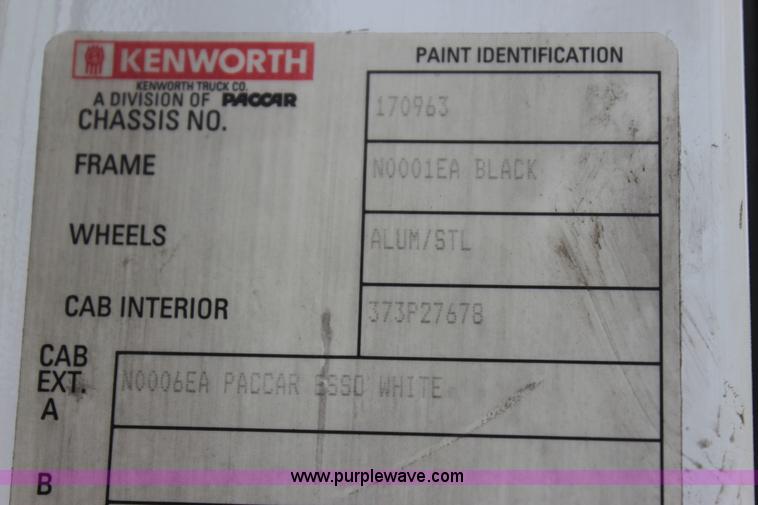 KENWORTH
PAINT IDENTIFICATION
KENWORTH TRUCK CO.
A DIVISION OF PACCAR
CHASSIS NO. 170963
FRAME N0001EA BLACK
WHEELS ALUM/STL
CAB INTERIOR 373P27678
CAB
EXT.
A N0006EA PACCAR ESSO WHITE
B
www.purplewave.com